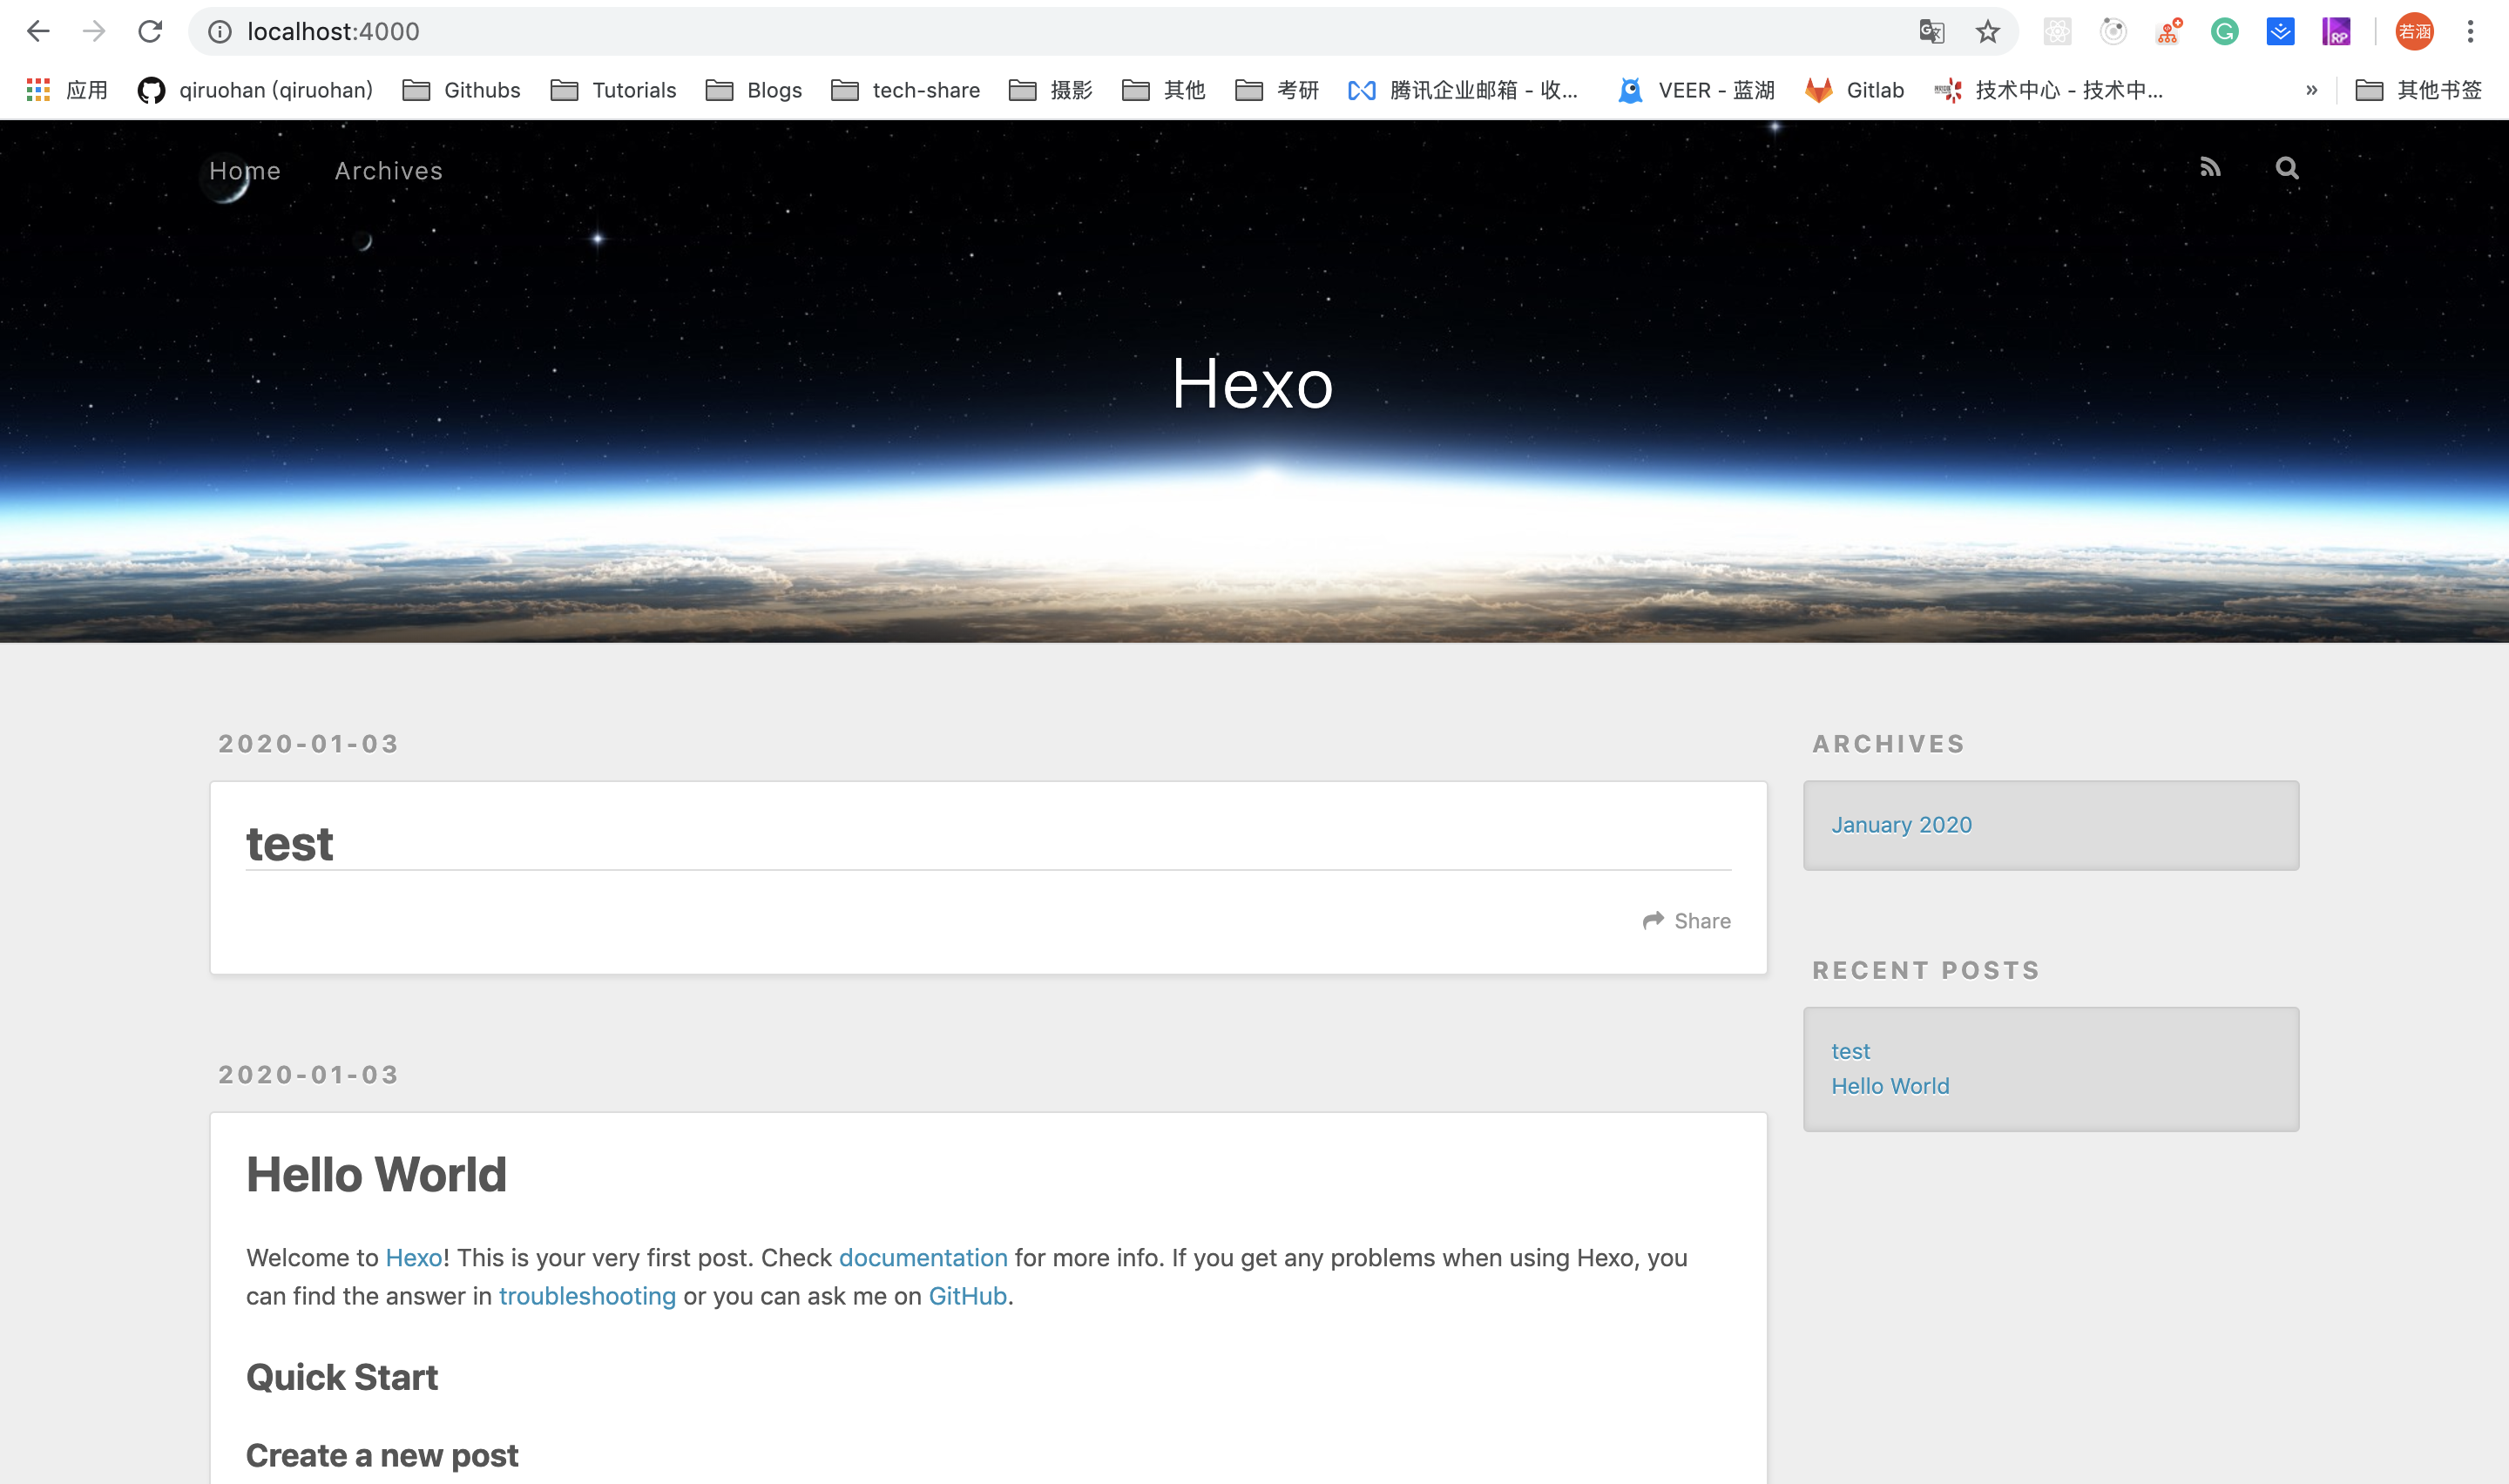 localhost:4000
若涵
应用
qiruohan (qiruohan)
Githubs
Tutorials
Blogs
tech-share
摄影
其他
考研
腾讯企业邮箱 - 收...
VEER - 蓝湖
Gitlab
技术中心 - 技术中...
»
其他书签
Home
Archives
Hexo
2020-01-03
test
Share
2020-01-03
Hello World
Welcome to Hexo! This is your very first post. Check documentation for more info. If you get any problems when using Hexo, you
can find the answer in troubleshooting or you can ask me on GitHub.
Quick Start
Create a new post
ARCHIVES
January 2020
RECENT POSTS
test
Hello World